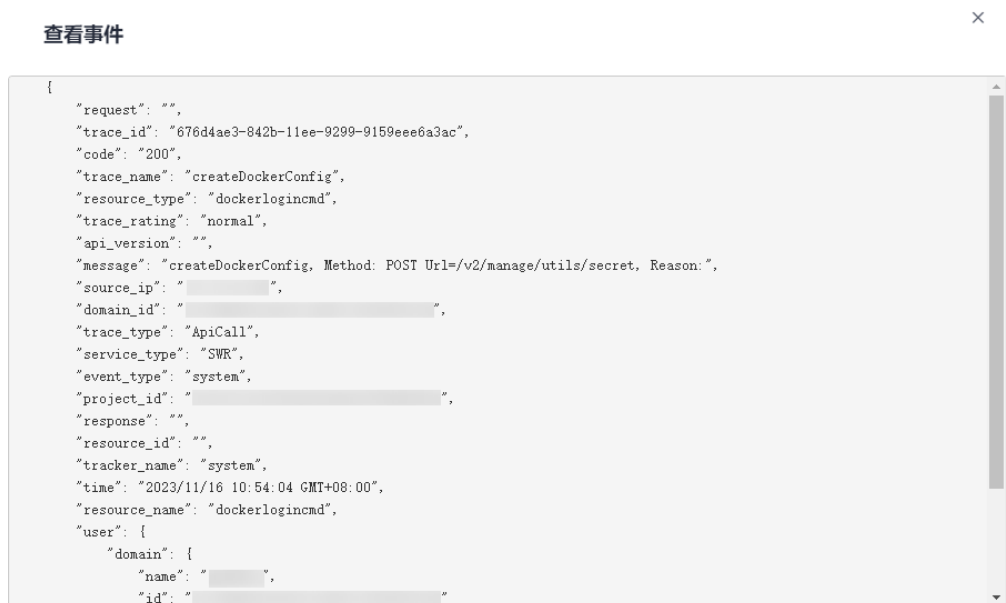 查看事件
{
"request": "",
"trace_id": "676d4ae3-842b-11ee-9299-9159eee6a3ac",
"code": "200",
"trace_name": "createDockerConfig",
"resource_type": "dockerlogincmd",
"trace_rating": "normal",
"api_version": "",
"message": "createDockerConfig, Method: POST Url=/v2/manage/utils/secret, Reason:",
"source_ip": "",
"domain_id": "",
"trace_type": "ApiCall",
"service_type": "SWR",
"event_type": "system",
"project_id": "",
"response": "",
"resource_id": "",
"tracker_name": "system",
"time": "2023/11/16 10:54:04 GMT+08:00",
"resource_name": "dockerlogincmd",
"user": {
"domain": {
"name": "",
"id": ""